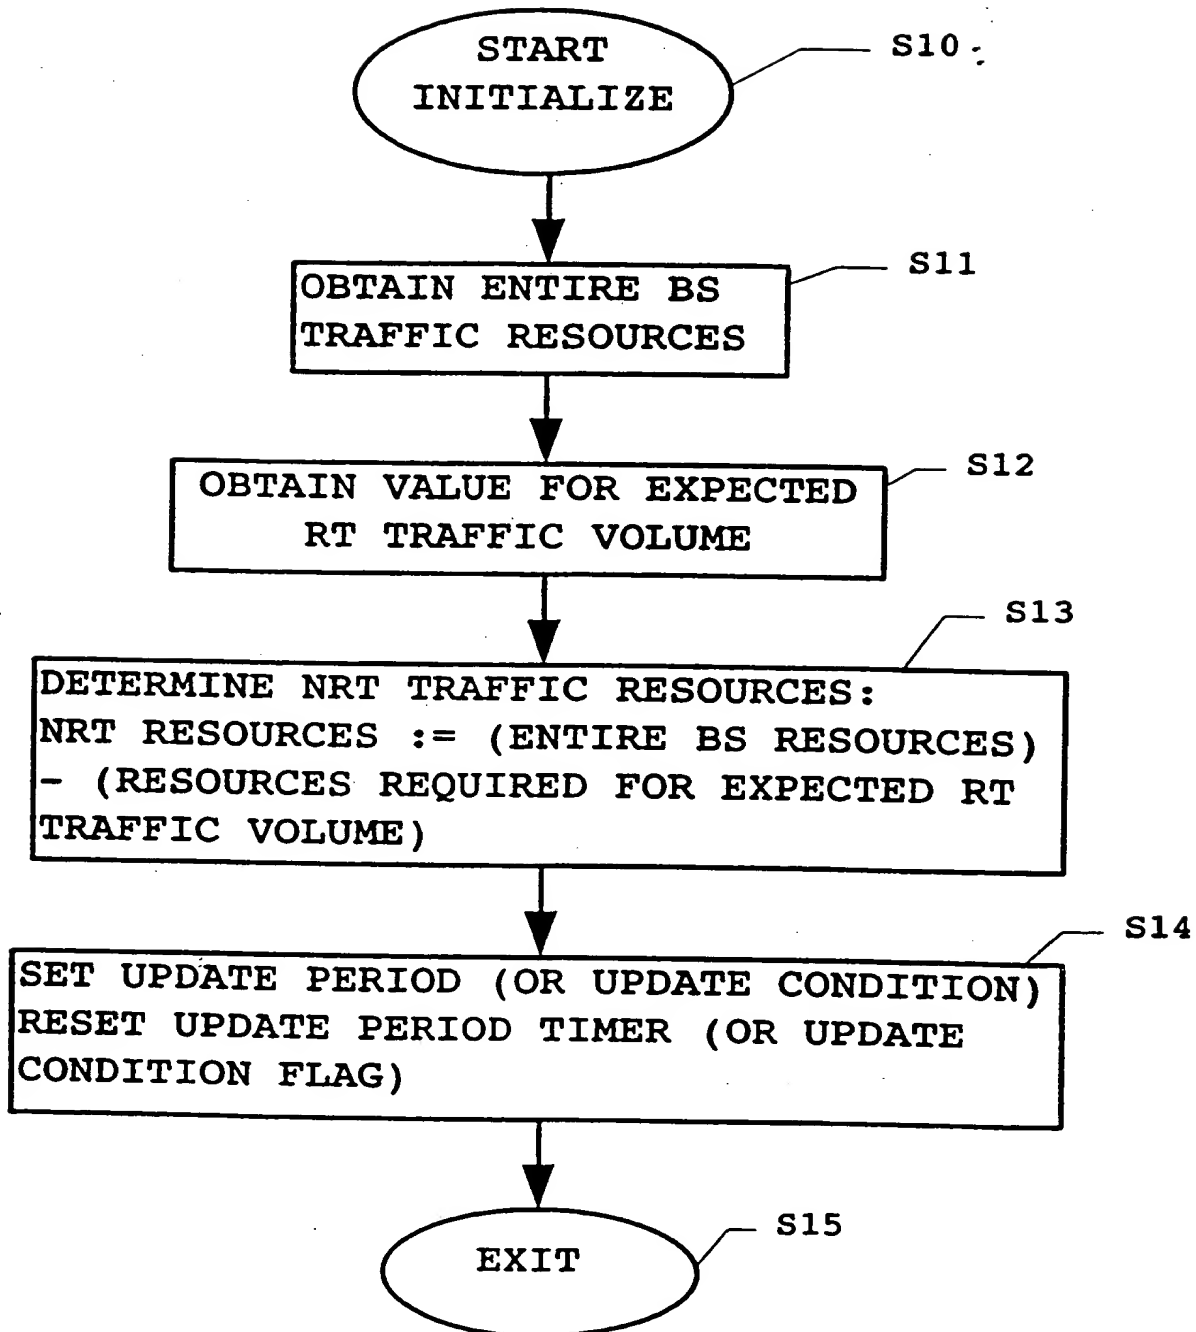 START
INITIALIZE
S10
OBTAIN ENTIRE BS
TRAFFIC RESOURCES
S11
OBTAIN VALUE FOR EXPECTED
RT TRAFFIC VOLUME
S12
DETERMINE NRT TRAFFIC RESOURCES:
NRT RESOURCES := (ENTIRE BS RESOURCES)
- (RESOURCES REQUIRED FOR EXPECTED RT
TRAFFIC VOLUME)
S13
SET UPDATE PERIOD (OR UPDATE CONDITION)
RESET UPDATE PERIOD TIMER (OR UPDATE
CONDITION FLAG)
S14
EXIT
S15